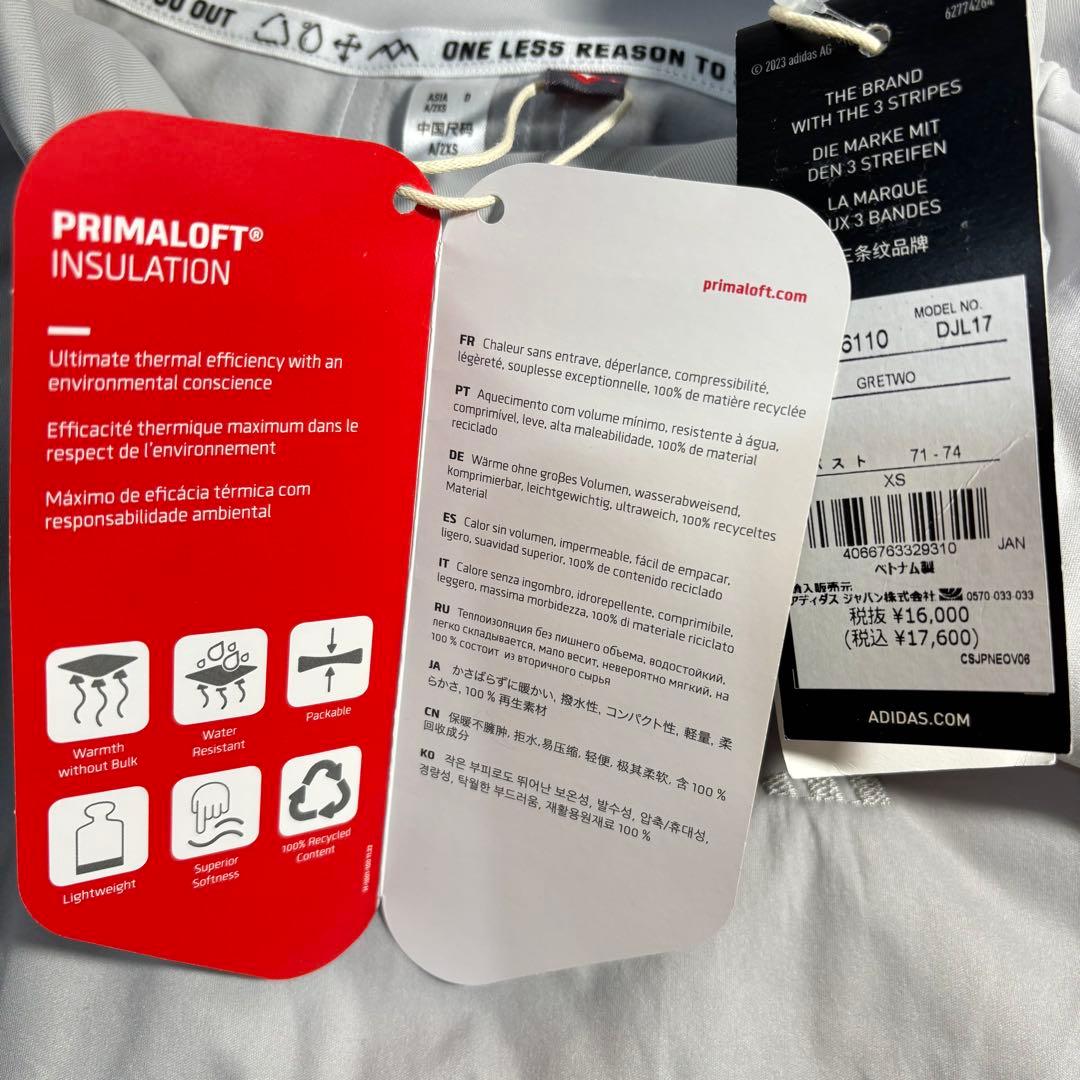 OU OUT
ONE LESS REASON TO
ASIA D
A/2XS
中国尺码
A/2XS
PRIMALOFT®
INSULATION
Ultimate thermal efficiency with an
environmental conscience
Efficacité thermique maximum dans le
respect de l'environnement
Máximo de eficácia térmica com
responsabilidade ambiental
Warmth
without Bulk
Water
Resistant
Packable
Lightweight
Superior
Softness
100% Recycled
Content
primaloft.com
FR Chaleur sans entrave, déperlance, compressibilité,
légèreté, souplesse exceptionnelle, 100% de matière recyclée
PT Aquecimento com volume mínimo, resistente à água,
comprimível, leve, alta maleabilidade, 100% de material
reciclado
DE Wärme ohne großes Volumen, wasserabweisend,
komprimierbar, leichtgewichtig, ultraweich, 100% recyceltes
Material
ES Calor sin volumen, impermeable, fácil de empacar,
ligero, suavidad superior, 100% de contenido reciclado
IT Calore senza ingombro, idrorepellente, comprimibile,
leggero, massima morbidezza, 100% di materiale riciclato
RU Теплоизоляция без лишнего объема, водостойкий,
легко складывается, мало весит, невероятно мягкий, на
100 % состоит из вторичного сырья
JA かさばらずに暖かい, 撥水性, コンパクト性, 軽量, 柔
らかさ, 100 % 再生素材
CN 保暖不臃肿, 拒水,易压缩, 轻便, 极其柔软, 含 100 %
回收成分
KO 작은 부피로도 뛰어난 보온성, 발수성, 압축/휴대성,
경량성, 탁월한 부드러움, 재활용원재료 100 %
62774264
© 2023 adidas AG
THE BRAND
WITH THE 3 STRIPES
DIE MARKE MIT
DEN 3 STREIFEN
LA MARQUE
UX 3 BANDES
三条纹品牌
MODEL NO.
6110 DJL17
GRETWO
スト 71 - 74
XS
4066763329310 JAN
ベトナム製
輸入販売元
アディダス ジャパン株式会社 0570-033-033
税抜 ¥16,000
(税込 ¥17,600)
CSJPNEOV06
ADIDAS.COM